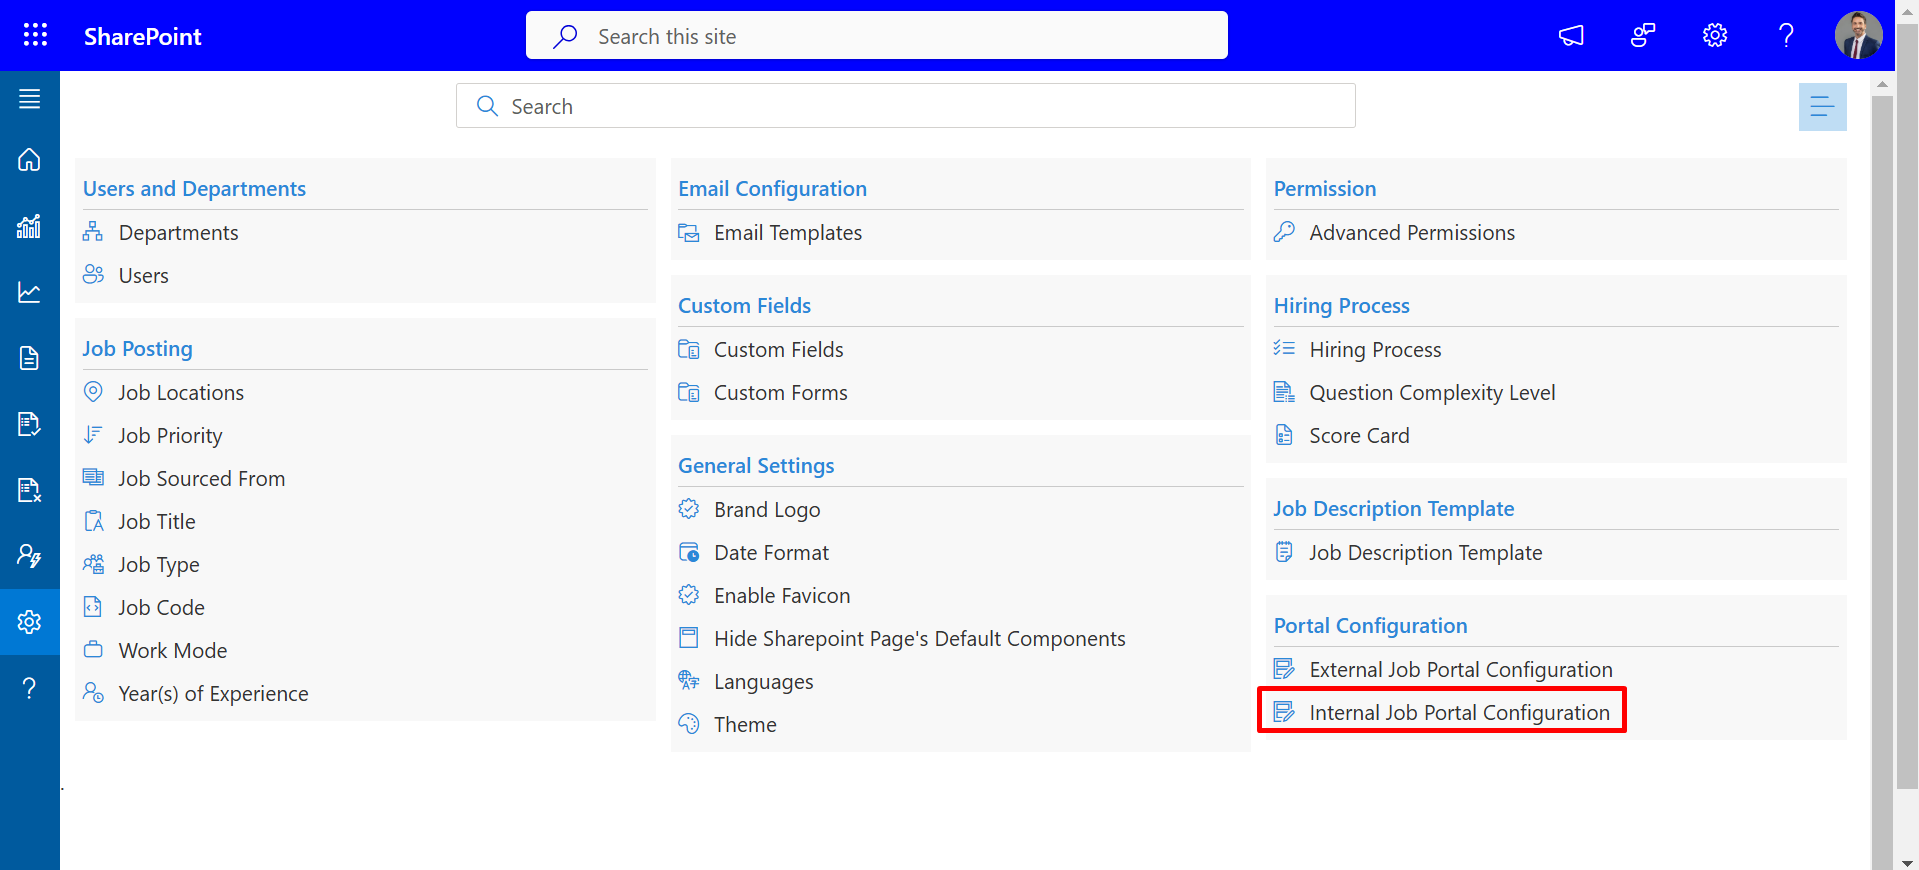 SharePoint
Search this site
Search
Users and Departments
Departments
Users
Job Posting
Job Locations
Job Priority
Job Sourced From
Job Title
Job Type
Job Code
Work Mode
Year(s) of Experience
Email Configuration
Email Templates
Custom Fields
Custom Fields
Custom Forms
General Settings
Brand Logo
Date Format
Enable Favicon
Hide Sharepoint Page's Default Components
Languages
Theme
Permission
Advanced Permissions
Hiring Process
Hiring Process
Question Complexity Level
Score Card
Job Description Template
Job Description Template
Portal Configuration
External Job Portal Configuration
Internal Job Portal Configuration